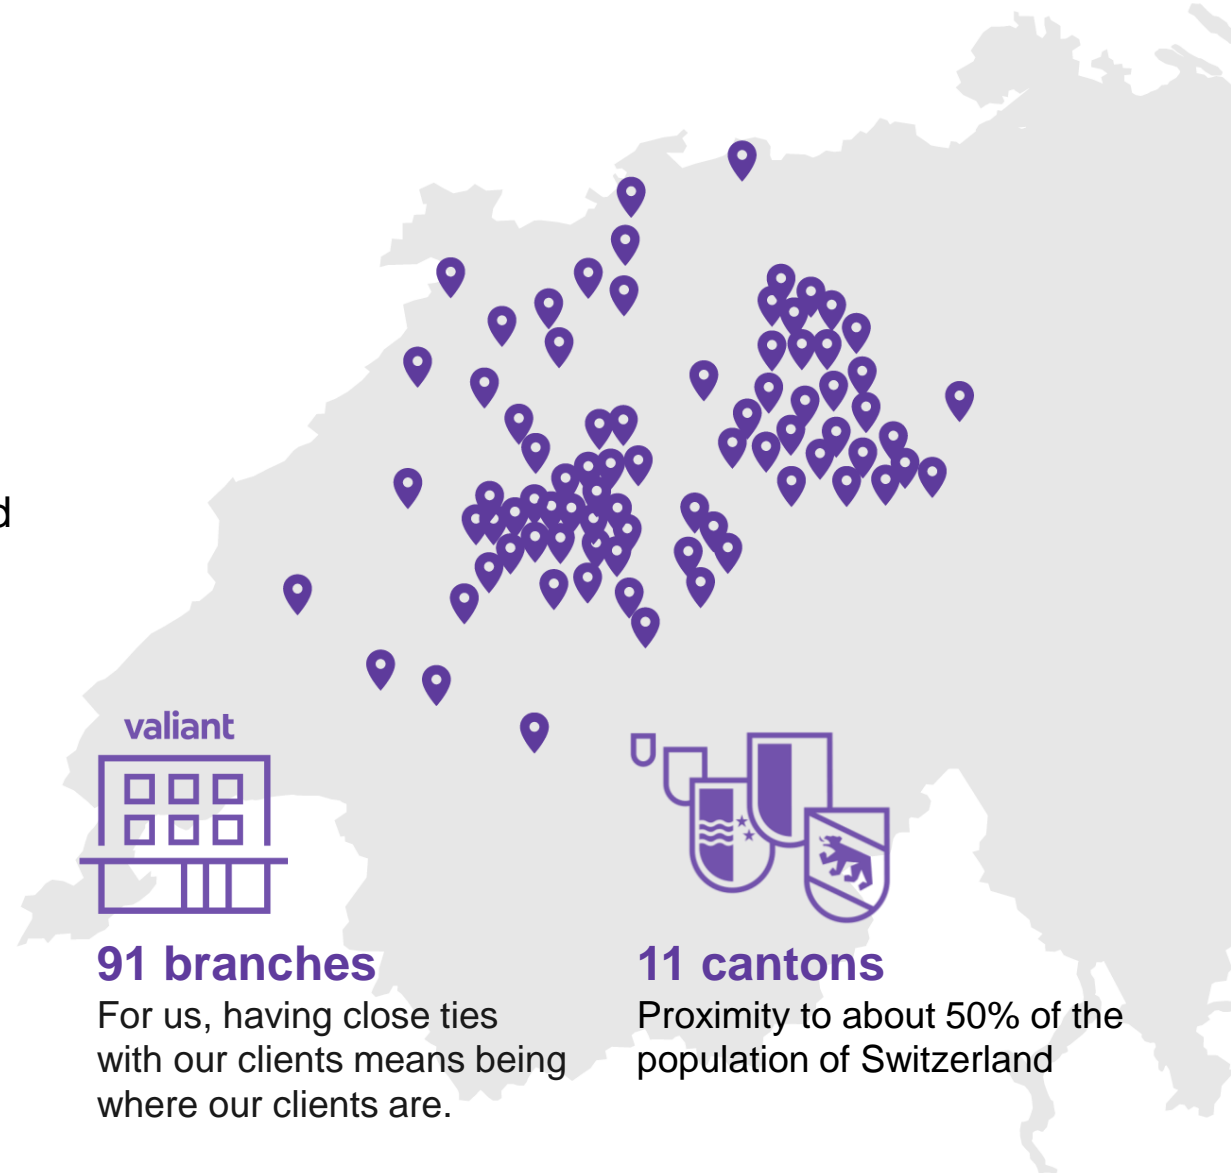 d
valiant
91 branches
For us, having close ties
with our clients means being
where our clients are.
11 cantons
Proximity to about 50% of the
population of Switzerland